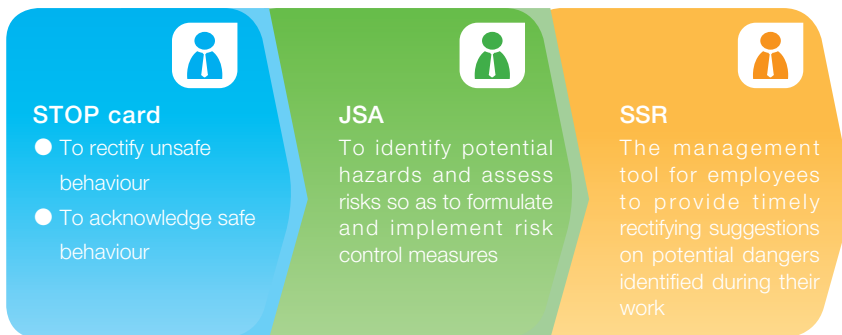 STOP card
● To rectify unsafe
behaviour
● To acknowledge safe
behaviour
JSA
To identify potential
hazards and assess
risks so as to formulate
and implement risk
control measures
SSR
The management
tool for employees
to provide timely
rectifying suggestions
on potential dangers
identified during their
work